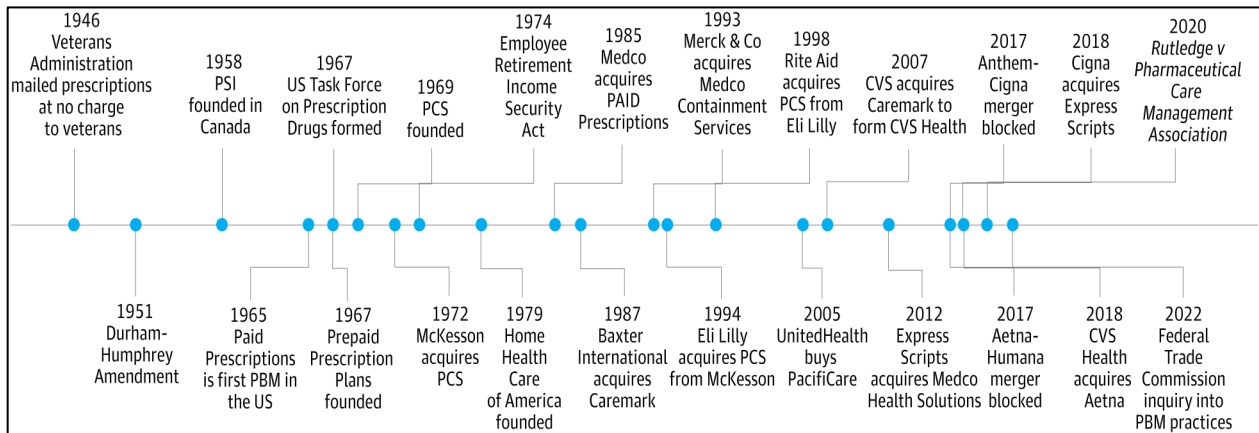 1946
Veterans
Administration
mailed prescriptions
at no charge
to veterans
1958
PSI
founded in
Canada
1967
US Task Force
on Prescription
Drugs formed
1969
PCS
founded
1974
Employee
Retirement
Income
Security
Act
1985
Medco
acquires
PAID
Prescriptions
1993
Merck & Co
acquires
Medco
Containment
Services
1998
Rite Aid
acquires
PCS from
Eli Lilly
2007
CVS acquires
Caremark to
form CVS Health
2017
Anthem-
Cigna
merger
blocked
2018
Cigna
acquires
Express
Scripts
2020
Rutledge v
Pharmaceutical
Care
Management
Association
1951
Durham-
Humphrey
Amendment
1965
Paid
Prescriptions
is first PBM in
the US
1967
Prepaid
Prescription
Plans
founded
1972
McKesson
acquires
PCS
1979
Home
Health
Care
of America
founded
1987
Baxter
International
acquires
Caremark
1994
Eli Lilly
acquires PCS
from McKesson
2005
UnitedHealth
buys
PacifiCare
2012
Express
Scripts
acquires Medco
Health Solutions
2017
Aetna-
Humana
merger
blocked
2018
CVS
Health
acquires
Aetna
2022
Federal
Trade
Commission
inquiry into
PBM practices